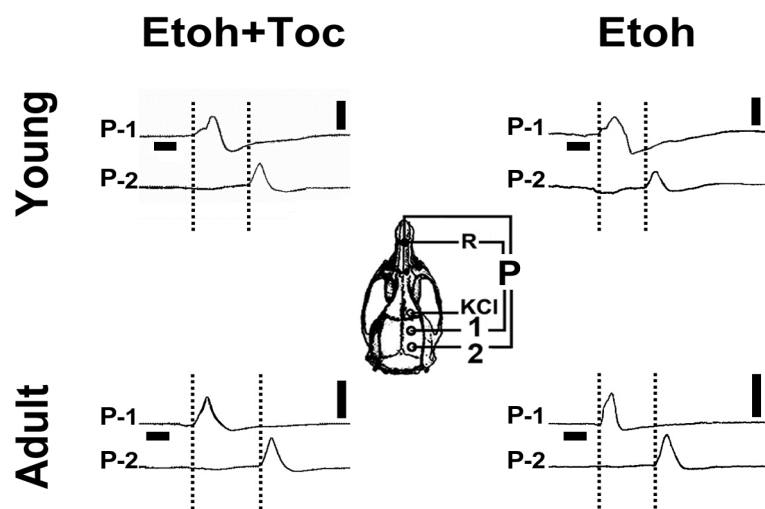 Etoh+Toc Etoh
Young
P-1 P-1
P-2 P-2
R
P
KCl
1
2
Adult
P-1 P-1
P-2 P-2